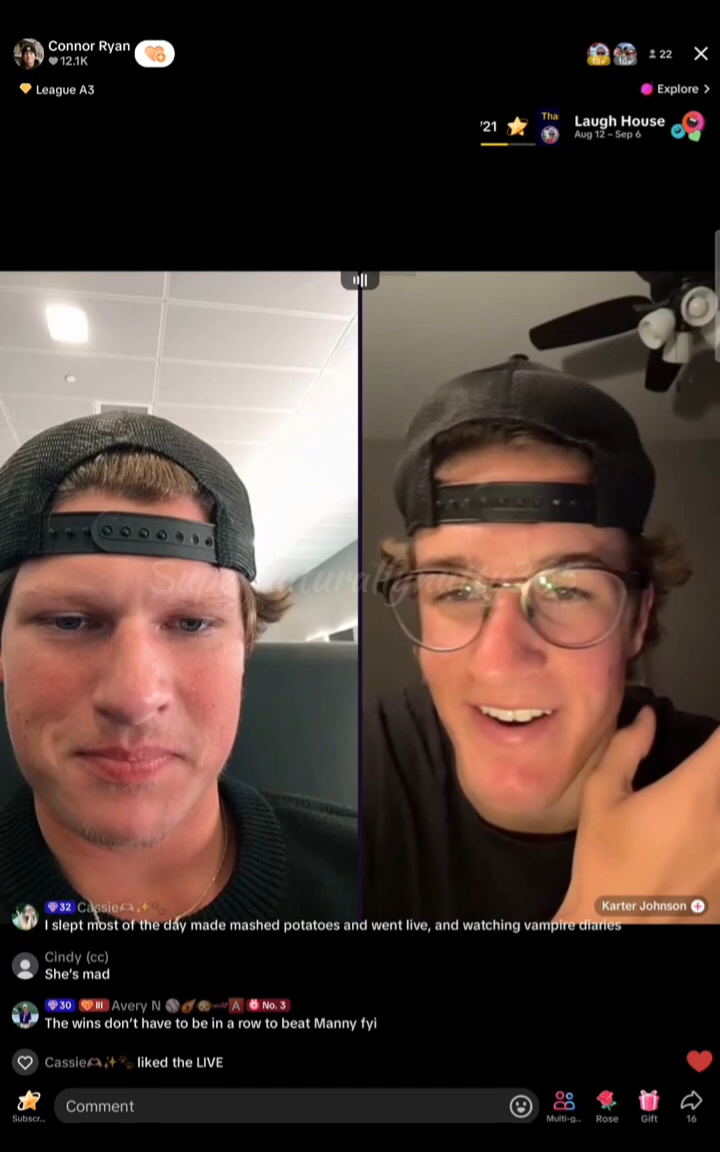 Connor Ryan
12.1K
22
League A3
Explore >
'21
Tha
Laugh House
Aug 12 – Sep 6
Karter Johnson
32 Cassie
I slept most of the day made mashed potatoes and went live, and watching vampire diaries
Cindy (cc)
She's mad
30 III Avery N A No. 3
The wins don't have to be in a row to beat Manny fyi
Cassie liked the LIVE
Comment
Subscr...
Multi-g...
Rose
Gift
16